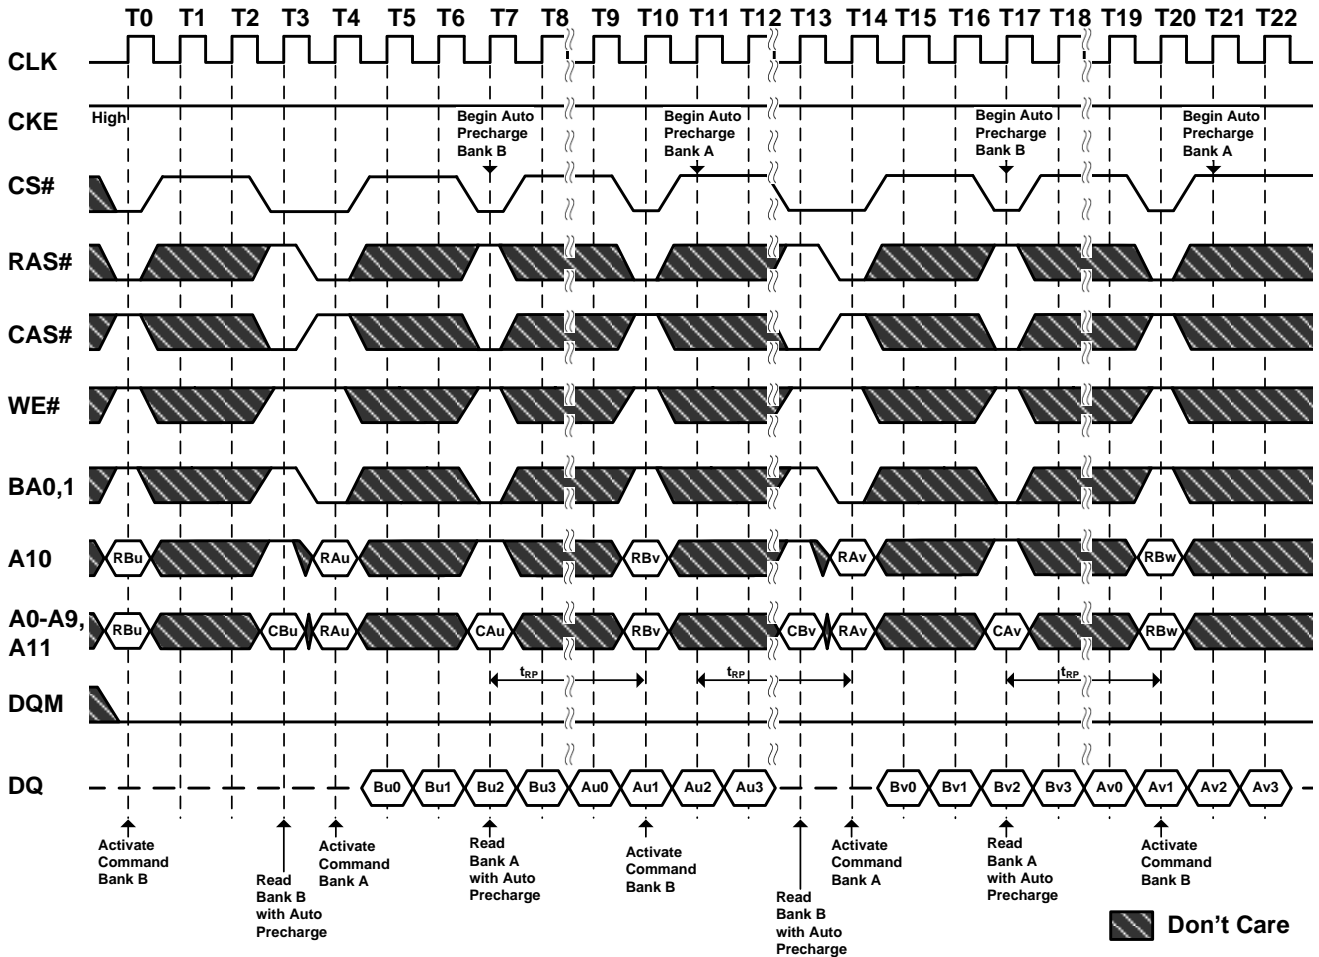 T0 T1 T2 T3 T4 T5 T6 T7 T8 T9 T10 T11 T12 T13 T14 T15 T16 T17 T18 T19 T20 T21 T22
CLK
CKE
High
Begin Auto
Precharge
Bank B
Begin Auto
Precharge
Bank A
Begin Auto
Precharge
Bank B
Begin Auto
Precharge
Bank A
CS#
RAS#
CAS#
WE#
BA0,1
A10
RBu RAu RBv RAv RBw
A0-A9,
A11
RBu CBu RAu CAu RBv CBv RAv CAv RBw
tRP tRP tRP
DQM
DQ
Bu0 Bu1 Bu2 Bu3 Au0 Au1 Au2 Au3 Bv0 Bv1 Bv2 Bv3 Av0 Av1 Av2 Av3
Activate
Command
Bank B
Read
Bank B
with Auto
Precharge
Activate
Command
Bank A
Read
Bank A
with Auto
Precharge
Activate
Command
Bank B
Read
Bank B
with Auto
Precharge
Activate
Command
Bank A
Read
Bank A
with Auto
Precharge
Activate
Command
Bank B
Don't Care